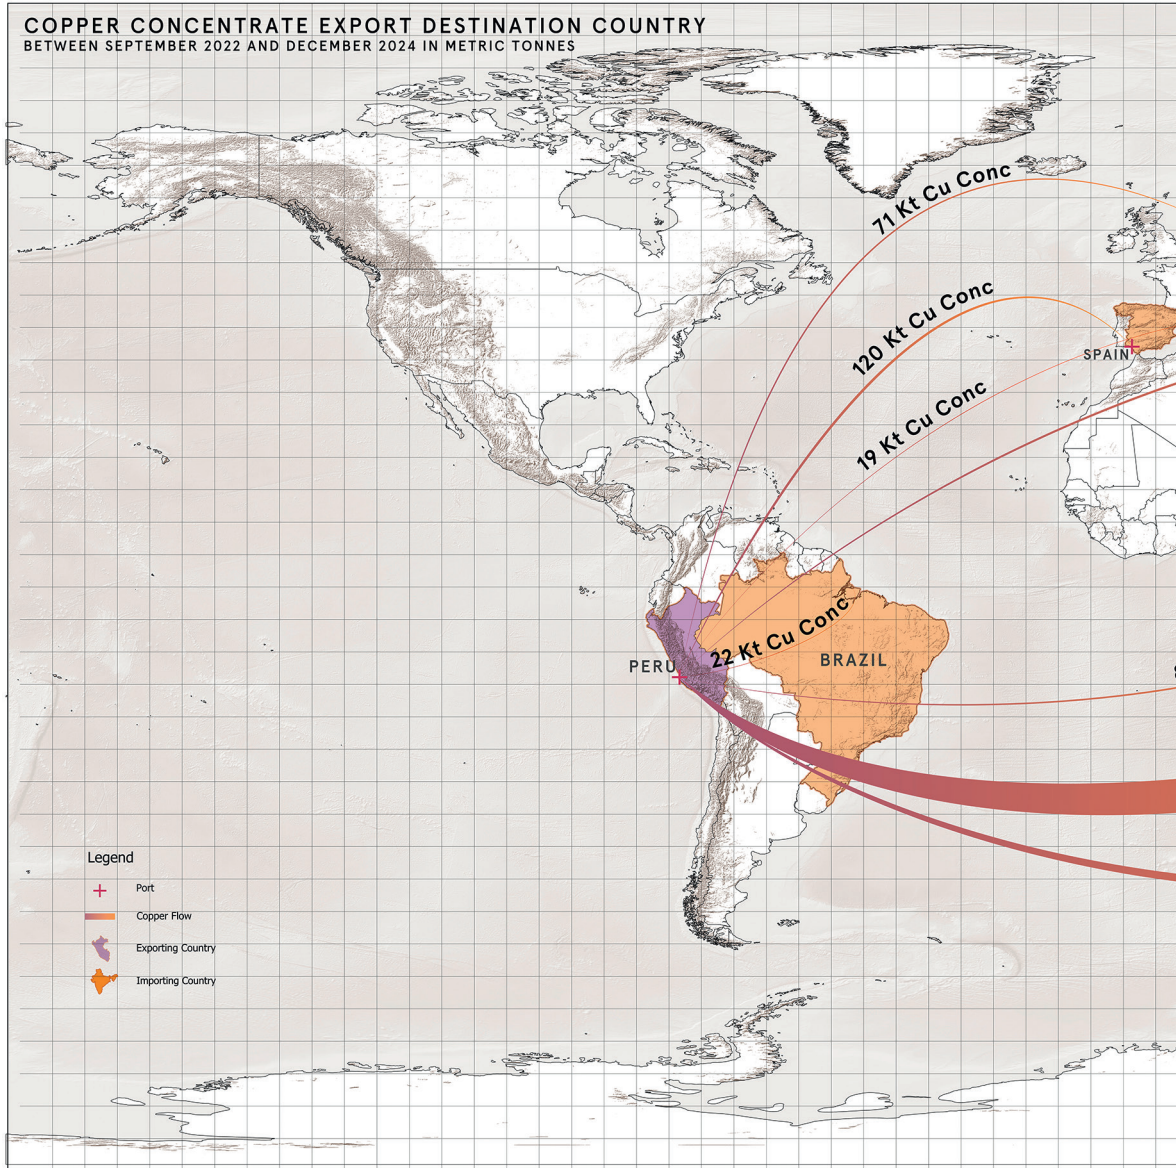 COPPER CONCENTRATE EXPORT DESTINATION COUNTRY
BETWEEN SEPTEMBER 2022 AND DECEMBER 2024 IN METRIC TONNES
71 Kt Cu Conc
120 Kt Cu Conc
SPAIN
19 Kt Cu Conc
22 Kt Cu Conc
PERU
BRAZIL
Legend
Port
Copper Flow
Exporting Country
Importing Country